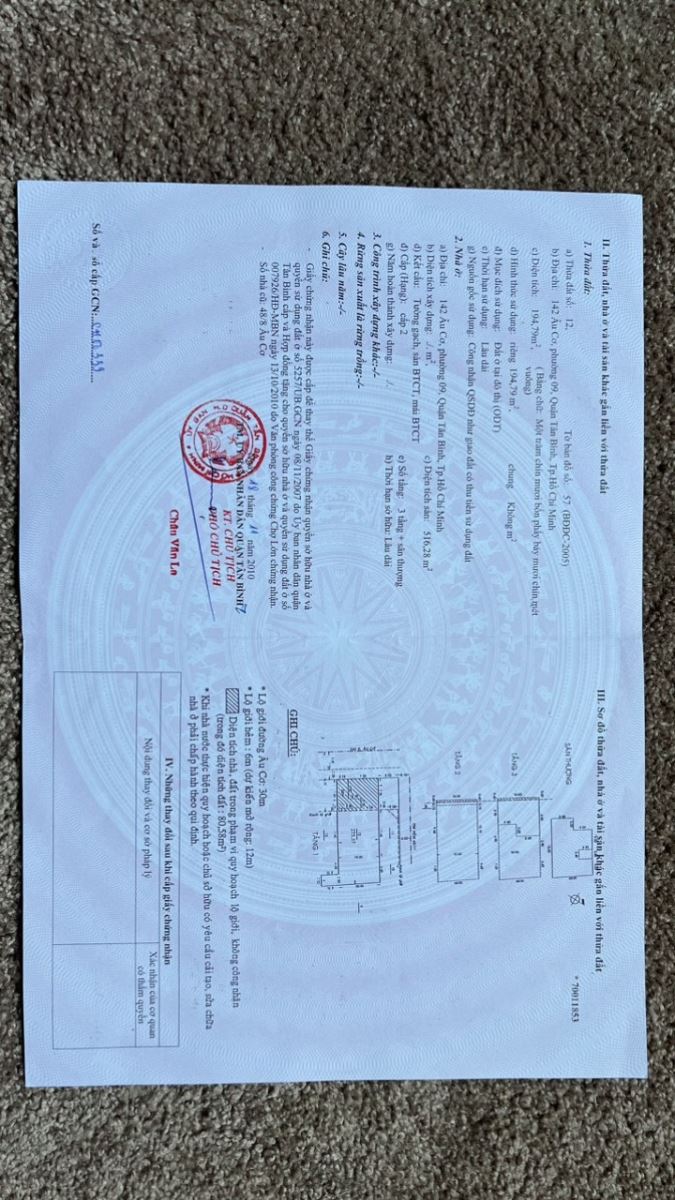 II. Thửa đất, nhà ở và tài sản khác gắn liền với thửa đất
1. Thửa đất:
a) Thửa đất số: 12, Tờ bản đồ số: 57 (BĐĐC 2005)
b) Địa chỉ: 142 Âu Cơ, phường 09, Quận Tân Bình, Tp.Hồ Chí Minh
c) Diện tích: 194,79m², (Bằng chữ: Một trăm chín mươi bốn phẩy bảy mươi chín mét
vuông)
d) Hình thức sử dụng: riêng 194,79 m². chung Không m²
đ) Mục đích sử dụng: Đất ở tại đô thị (ODT)
e) Thời hạn sử dụng: Lâu dài
g) Nguồn gốc sử dụng: Công nhận QSDĐ như giao đất có thu tiền sử dụng đất
2. Nhà ở:
a) Địa chỉ: 142 Âu Cơ, phường 09, Quận Tân Bình, Tp Hồ Chí Minh
b) Diện tích xây dựng: ./. m² c) Diện tích sàn: 516,28 m²
d) Kết cấu: Tường gạch, sàn BTCT, mái BTCT
đ) Cấp (Hạng): cấp 2 e) Số tầng: 3 tầng + sân thượng
g) Năm hoàn thành xây dựng: ./. h) Thời hạn sở hữu: Lâu dài
3. Công trình xây dựng khác:-/-
4. Rừng sản xuất là rừng trồng:-/-
5. Cây lâu năm:-/-
6. Ghi chú:
- Giấy chứng nhận này được cấp để thay thế Giấy chứng nhận quyền sở hữu nhà ở và
quyền sử dụng đất ở số 5257/UB.GCN ngày 08/11/2007 do Uỷ ban nhân dân quận
Tân Bình cấp và Hợp đồng tặng cho quyền sở hữu nhà ở và quyền sử dụng đất ở số
007926/HĐ-MBN ngày 13/10/2010 do Văn phòng công chứng Chợ Lớn chứng nhận.
- Số nhà cũ: 48/8 Âu Cơ
tháng 11 năm 2010
NHÂN DÂN QUẬN TÂN BÌNH
KT. CHỦ TỊCH
PHÓ CHỦ TỊCH
Châu Văn La
Số vào sổ cấp GCN:
III. Sơ đồ thửa đất, nhà ở và tài sản khác gắn liền với thửa đất
* 70011853
SÂN THƯỢNG
TẦNG 3
TẦNG 2
TẦNG 1
GHI CHÚ:
* Lộ giới đường Âu Cơ: 30m
* Lộ giới hẻm : 6m (dự kiến mở rộng: 12m)
Diện tích nhà, đất trong phạm vi quy hoạch lộ giới, không công nhận
(trong đó diện tích đất : 80,58m²)
* Khi nhà nước thực hiện quy hoạch hoặc chủ sở hữu có yêu cầu cải tạo, sửa chữa
nhà ở phải chấp hành theo qui định.
IV . Những thay đổi sau khi cấp giấy chứng nhận
Nội dung thay đổi và cơ sở pháp lý
Xác nhận của cơ quan
có thẩm quyền